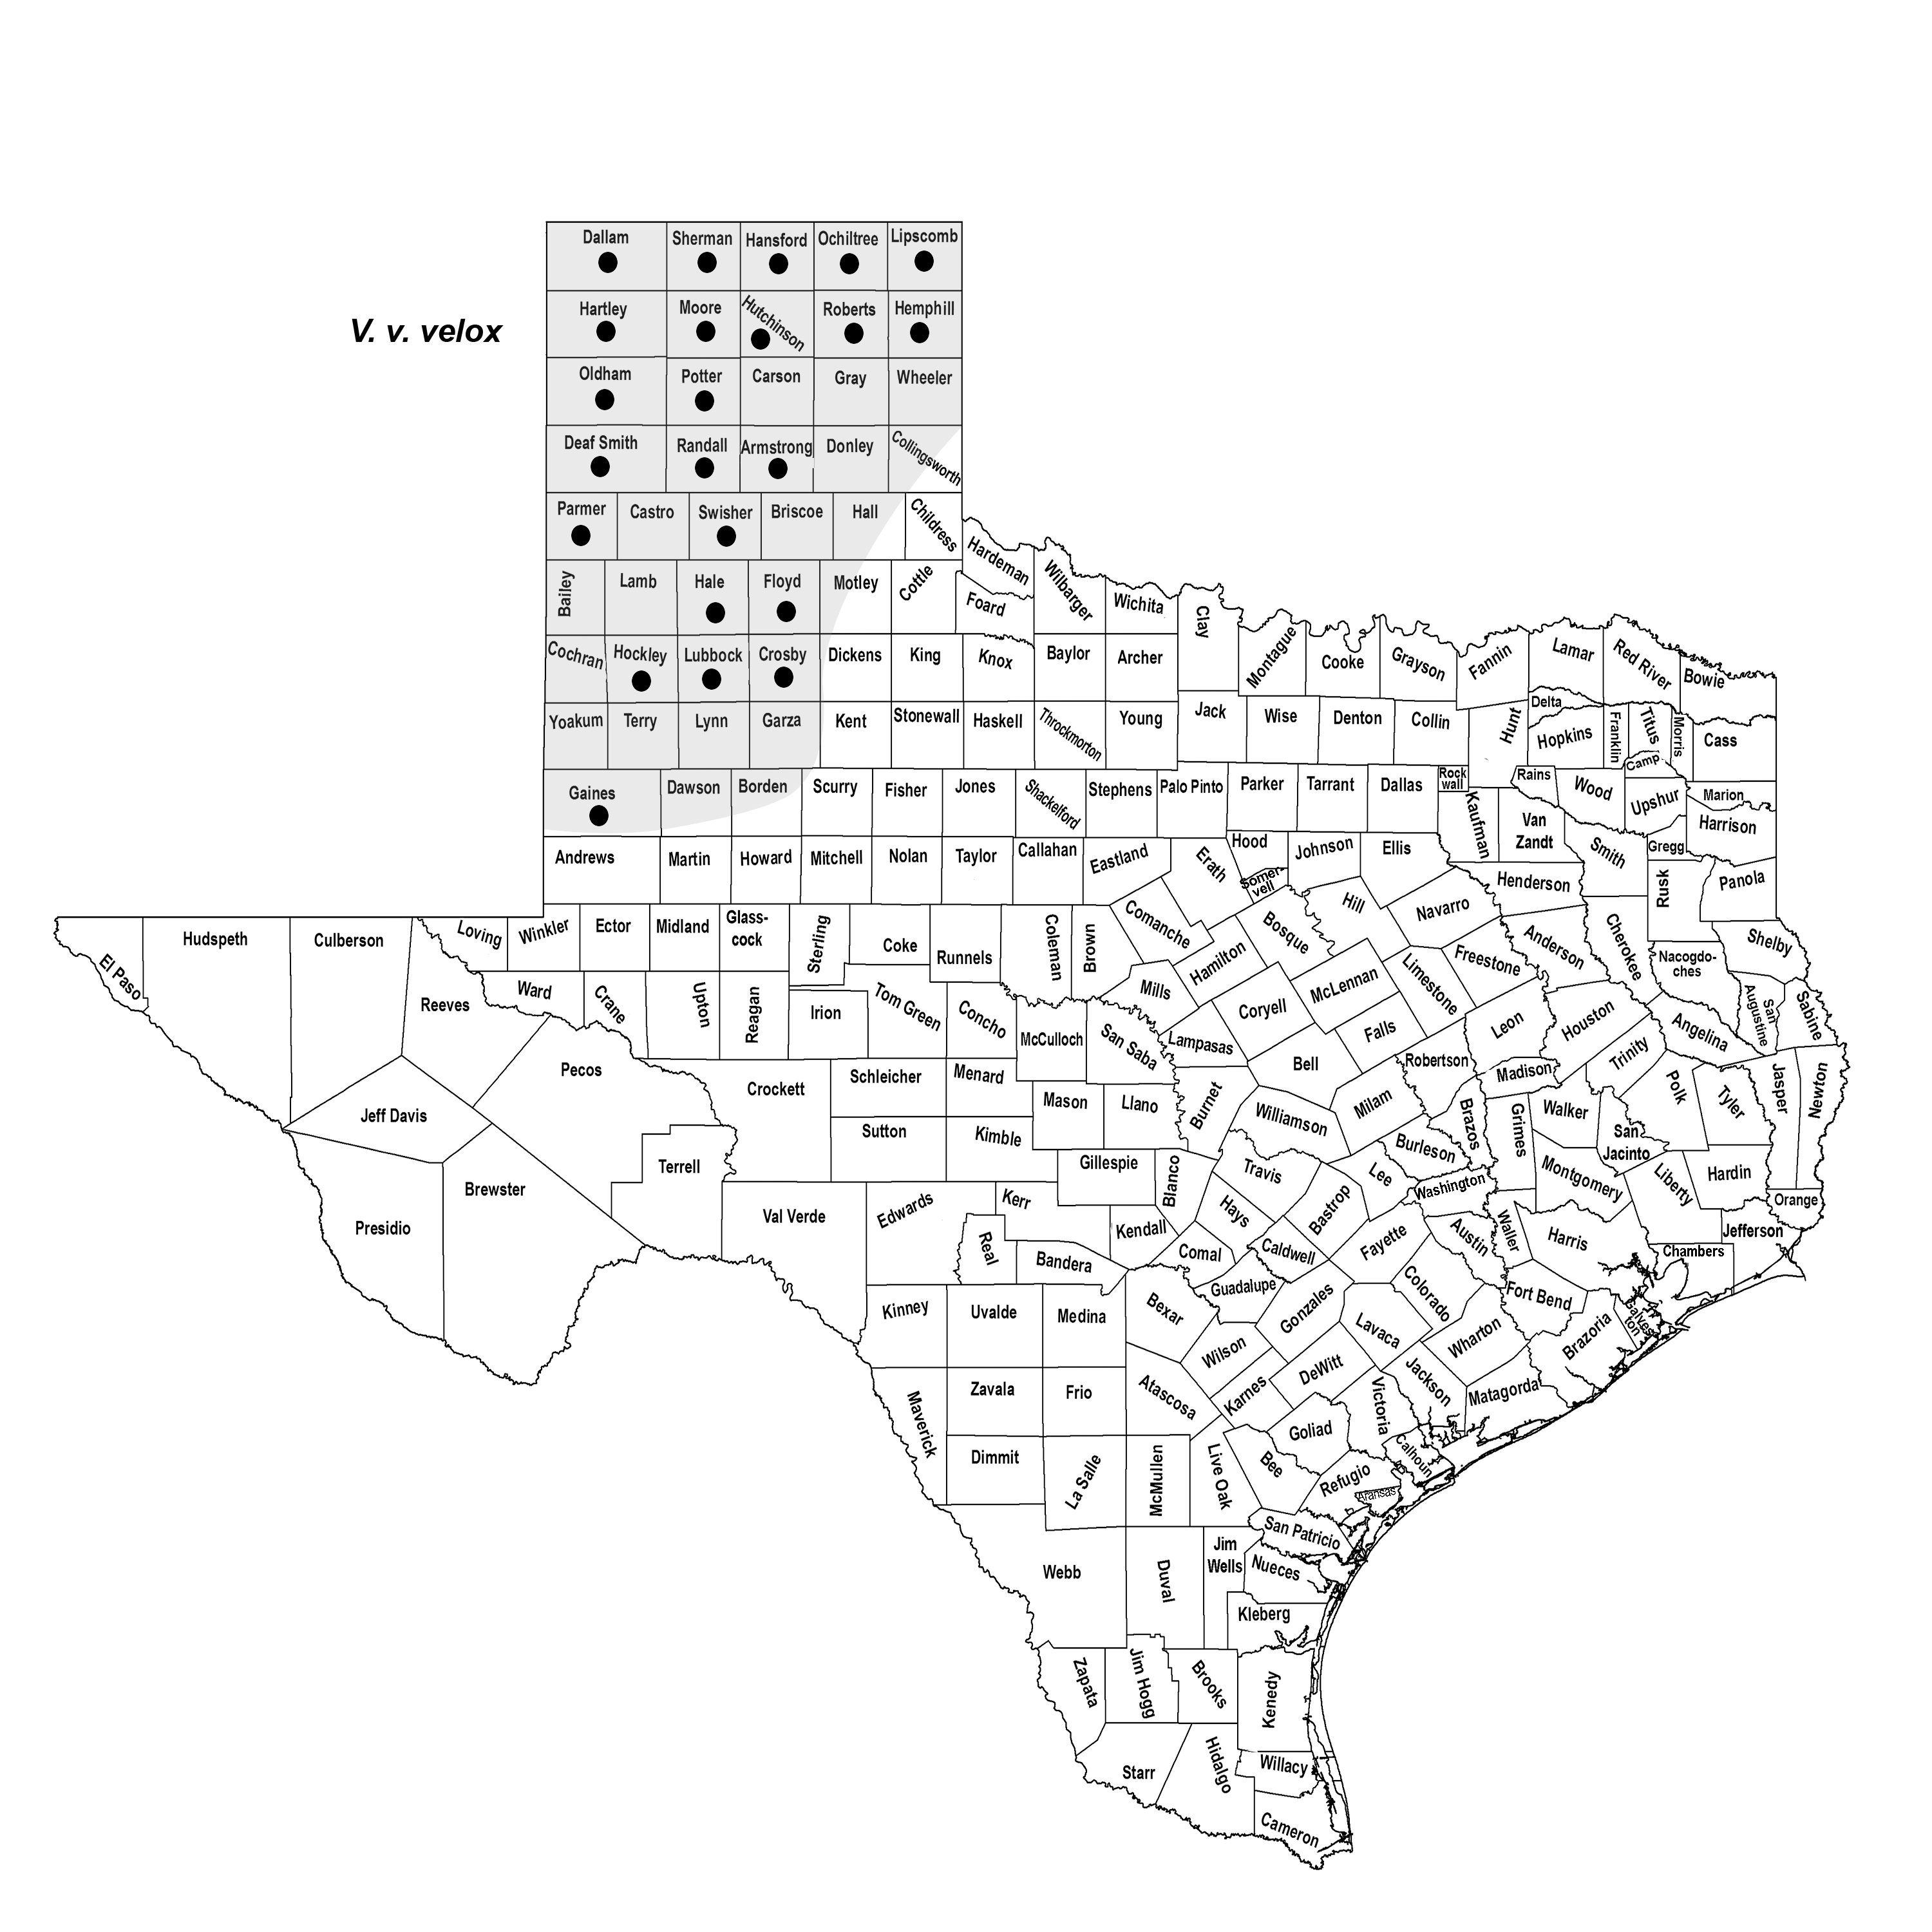 Dallam Sherman Hansford Ochiltree Lipscomb
V. v. velox
Hartley Moore Hutchinson Roberts Hemphill
Oldham Potter Carson Gray Wheeler
Deaf Smith Randall Armstrong Donley Collingsworth
Parmer Castro Swisher Briscoe Hall Childress
Hardeman
Bailey Lamb Hale Floyd Motley Cottle Foard Wilbarger Wichita Clay
Cochran Hockley Lubbock Crosby Dickens King Knox Baylor Archer Montague Cooke Grayson Fannin Lamar Red River Bowie
Yoakum Terry Lynn Garza Kent Stonewall Haskell Throckmorton Young Jack Wise Denton Collin Hunt Delta
Hopkins Franklin Titus Morris Cass
Camp
Gaines Dawson Borden Scurry Fisher Jones Shackelford Stephens Palo Pinto Parker Tarrant Dallas Rock
wall
Rains Wood Upshur Marion
Kaufman Van
Zandt
Smith Gregg Harrison
Andrews Martin Howard Mitchell Nolan Taylor Callahan Eastland Erath Hood Johnson Ellis
Somer-
vell
Henderson Rusk Panola
El Paso Hudspeth Culberson Loving Winkler Ector Midland Glass-
cock
Sterling Coke Runnels Coleman Brown Comanche Hamilton Bosque Hill Navarro
Freestone Anderson Cherokee Nacogdo-
ches
Shelby
Reeves Ward Crane Upton Reagan Irion Tom Green Concho McCulloch San Saba Mills Lampasas Coryell McLennan Limestone
Falls Leon Houston Angelina San
Augustine
Sabine
Pecos Crockett Schleicher Menard Mason Llano Burnet Bell Robertson Madison Trinity Polk Tyler Jasper Newton
Jeff Davis Sutton Kimble Williamson Milam Brazos Grimes Walker San
Jacinto
Terrell Gillespie Blanco Travis Lee Burleson Washington Montgomery Liberty Hardin Orange
Presidio Brewster Val Verde Edwards Kerr Real Kendall Hays Bastrop Fayette Austin Waller Harris Jefferson
Chambers
Bandera Comal Caldwell Guadalupe Colorado Fort Bend
Galves
ton
Kinney Uvalde Medina Bexar Wilson Gonzales Lavaca Wharton Brazoria
Maverick Zavala Frio Atascosa Karnes DeWitt Victoria Jackson Matagorda
Dimmit La Salle McMullen Live Oak Bee Goliad Refugio Calhoun
Aransas
San Patricio
Webb Duval Jim
Wells
Nueces
Kleberg
Zapata Jim Hogg Brooks Kenedy
Starr Hidalgo Willacy
Cameron